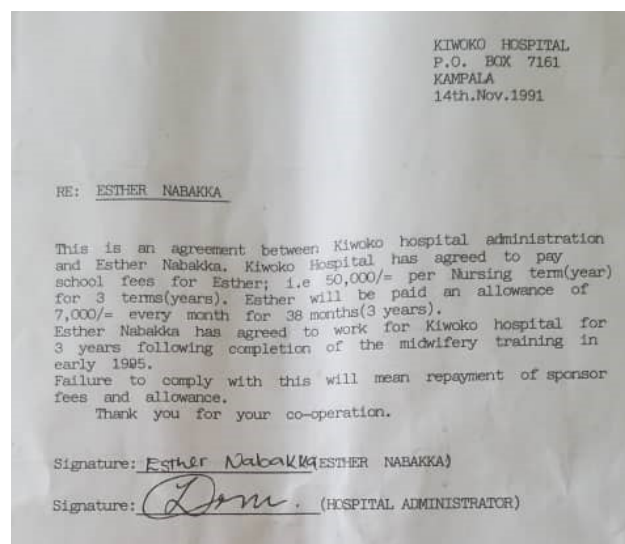 KIWOKO HOSPITAL
P.O. BOX 7161
KAMPALA
14th.Nov.1991
RE: ESTHER NABAKKA
This is an agreement between Kiwoko hospital administration
and Esther Nabakka. Kiwoko Hospital has agreed to pay
school fees for Esther; i.e 50,000/= per Nursing term(year)
for 3 terms(years). Esther will be paid an allowance of
7,000/= every month for 38 months(3 years).
Esther Nabakka has agreed to work for Kiwoko hospital for
3 years following completion of the midwifery training in
early 1995.
Failure to comply with this will mean repayment of sponsor
fees and allowance.
Thank you for your co-operation.
Signature: Esther Nabakka(ESTHER NABAKKA)
Signature: (HOSPITAL ADMINISTRATOR)